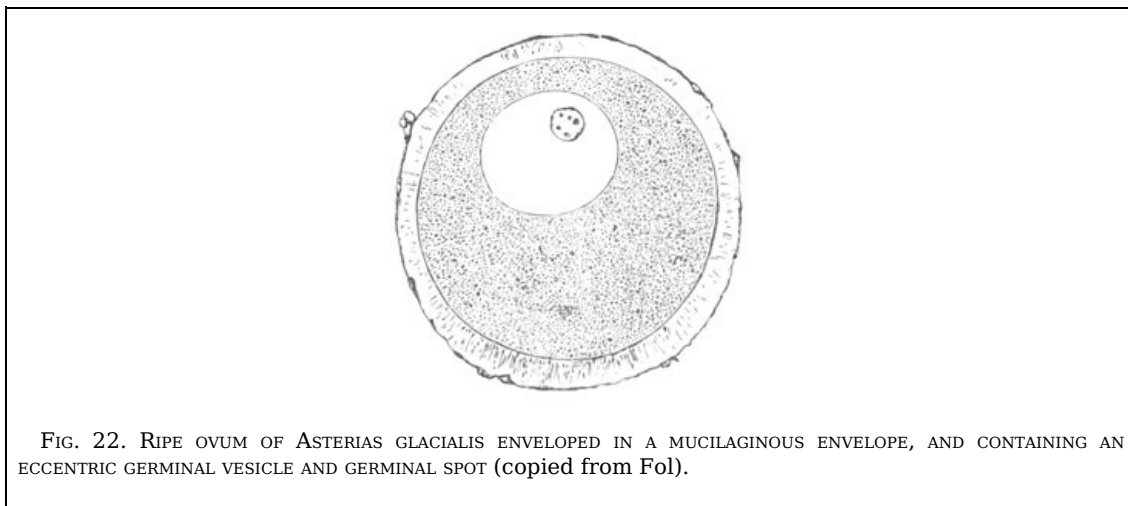 FIG. 22. RIPE OVUM OF ASTERIAS GLACIALIS ENVELOPED IN A MUCILAGINOUS ENVELOPE, AND CONTAINING AN
ECCENTRIC GERMINAL VESICLE AND GERMINAL SPOT (copied from Fol).